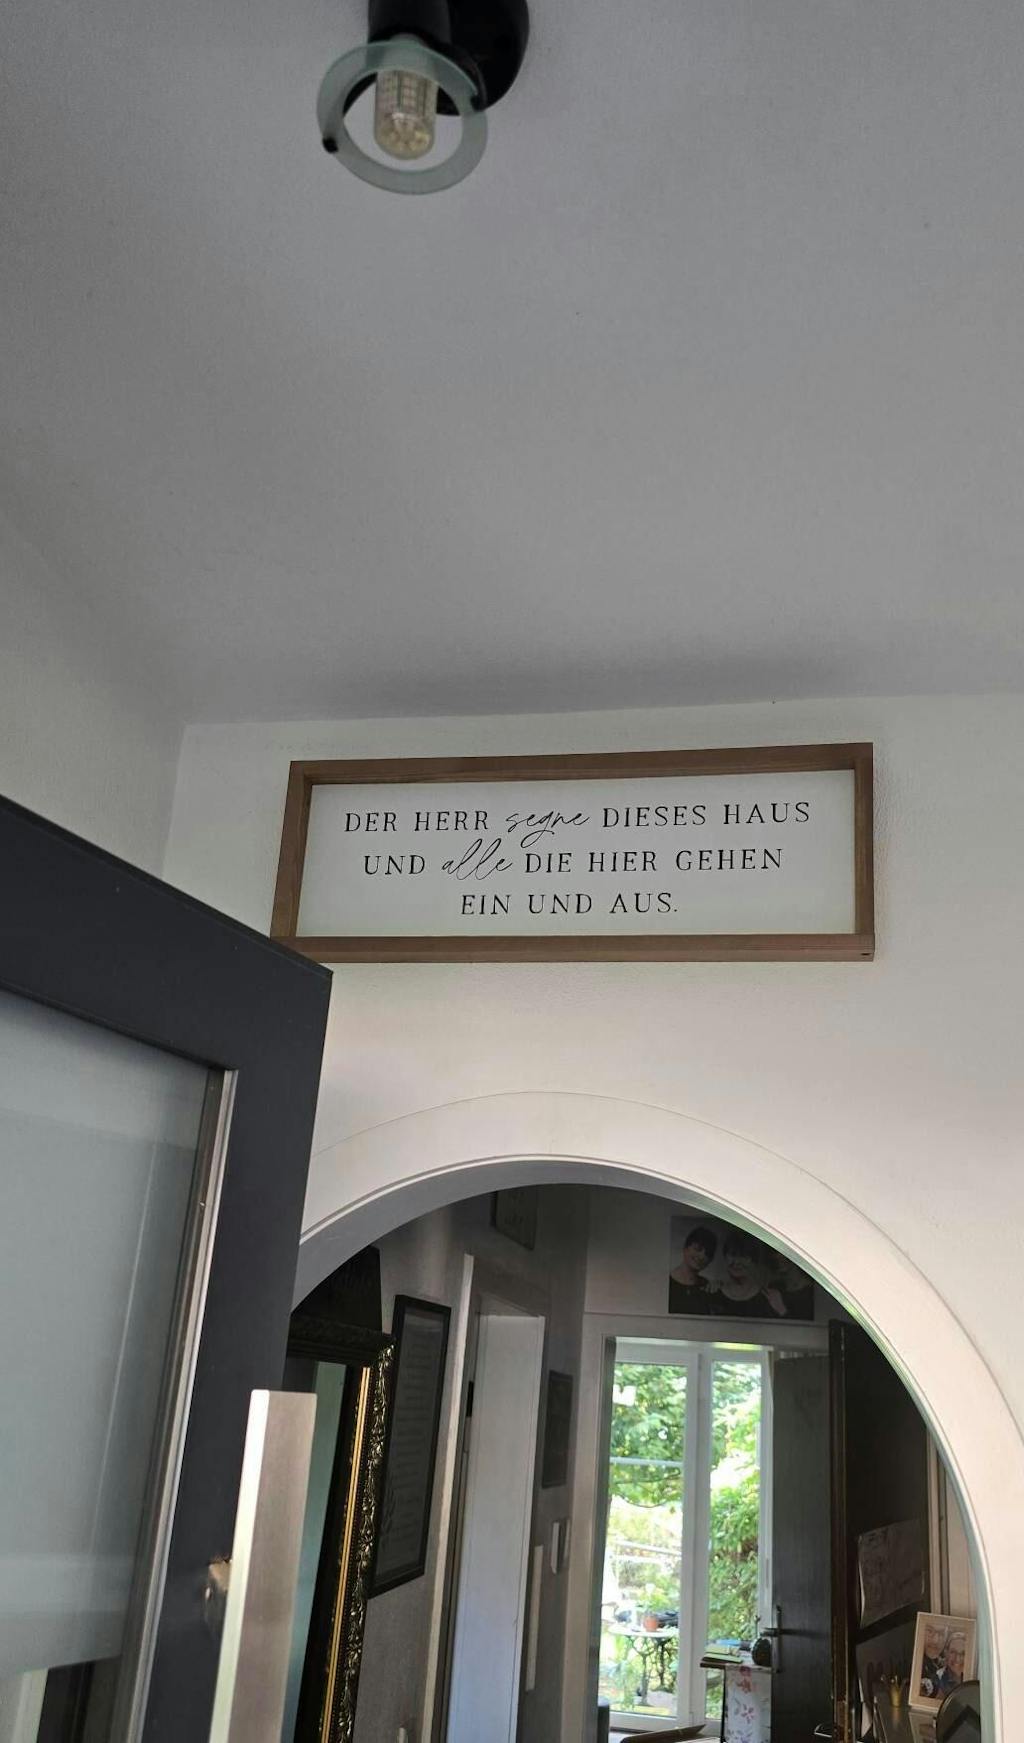 DER HERR segne DIESES HAUS
UND alle DIE HIER GEHEN
EIN UND AUS.